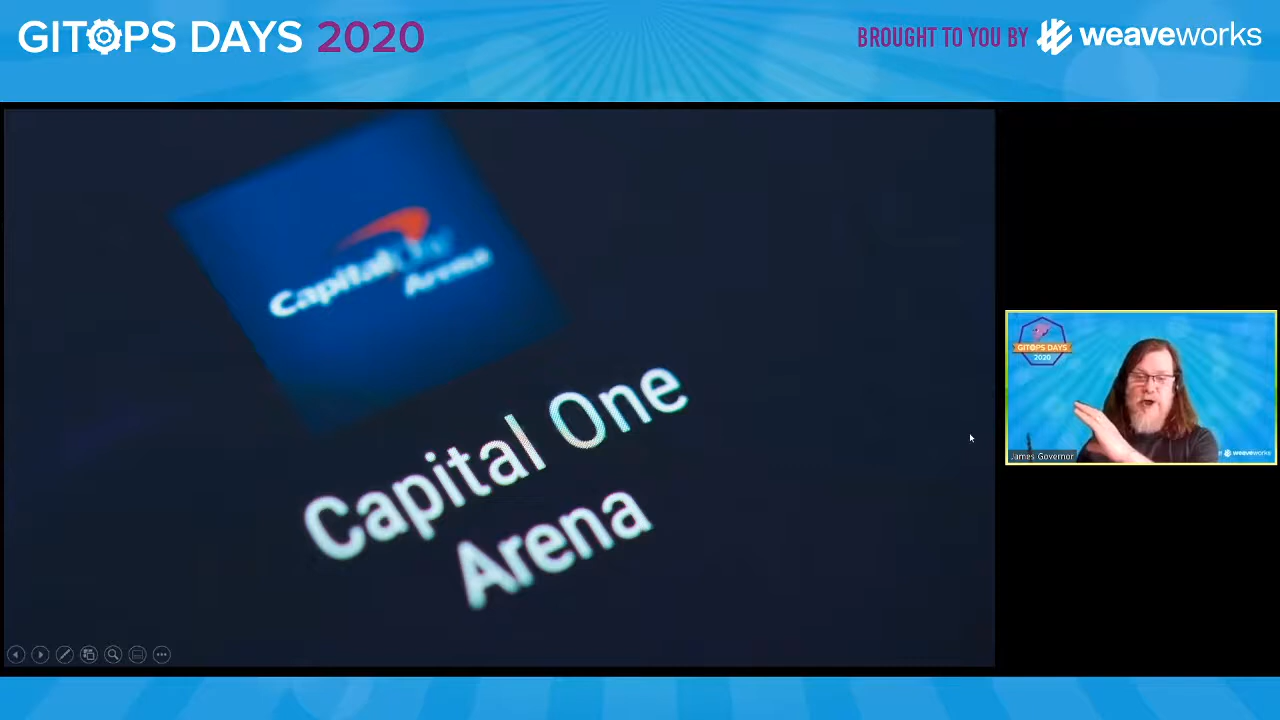 GITOPS DAYS 2020
BROUGHT TO YOU BY weaveworks
Capital One
Arena
Capital One
Arena
GITOPS DAYS
2020
James Governor
weaveworks